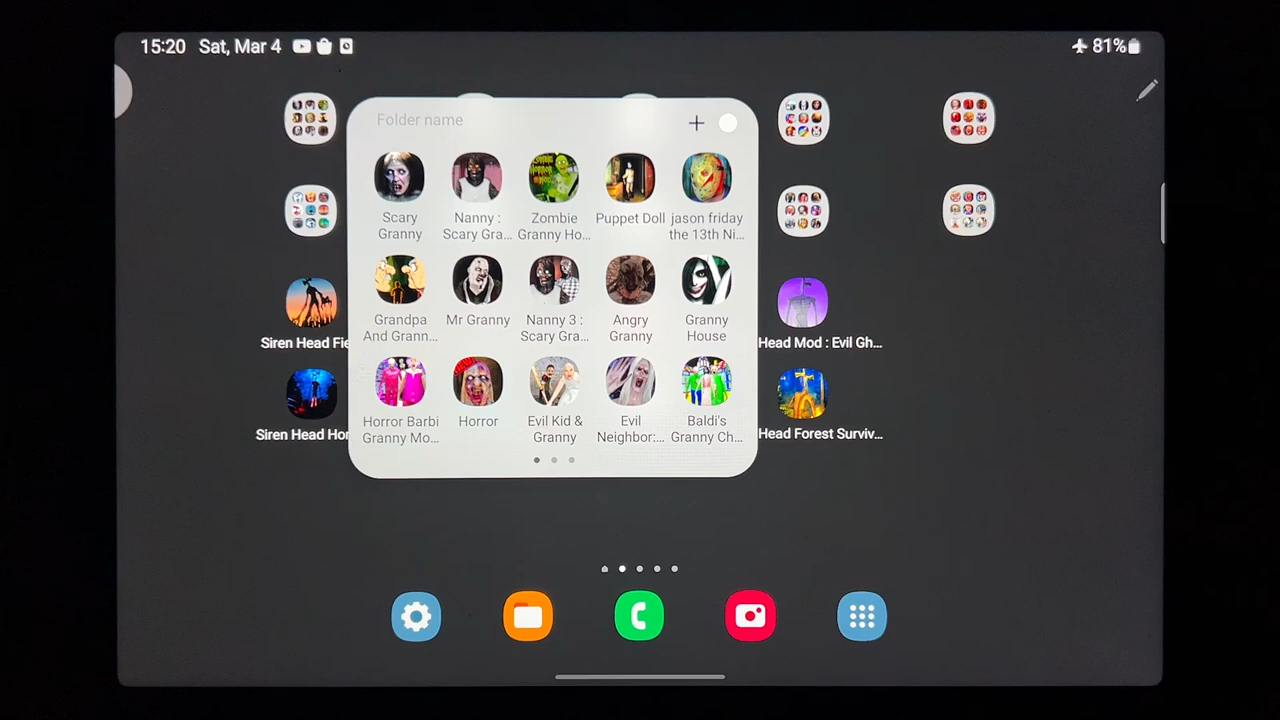 15:20 Sat, Mar 4
81%
Folder name
Scary
Granny
Nanny :
Scary Gra...
Zombie
Granny Ho...
Puppet Doll
jason friday
the 13th Ni...
Grandpa
And Grann...
Mr Granny
Nanny 3 :
Scary Gra...
Angry
Granny
Granny
House
Horror Barbi
Granny Mo...
Horror
Evil Kid &
Granny
Evil
Neighbor:...
Baldi's
Granny Ch...
Siren Head Fie
Head Mod : Evil Gh...
Siren Head Hor
Head Forest Surviv...